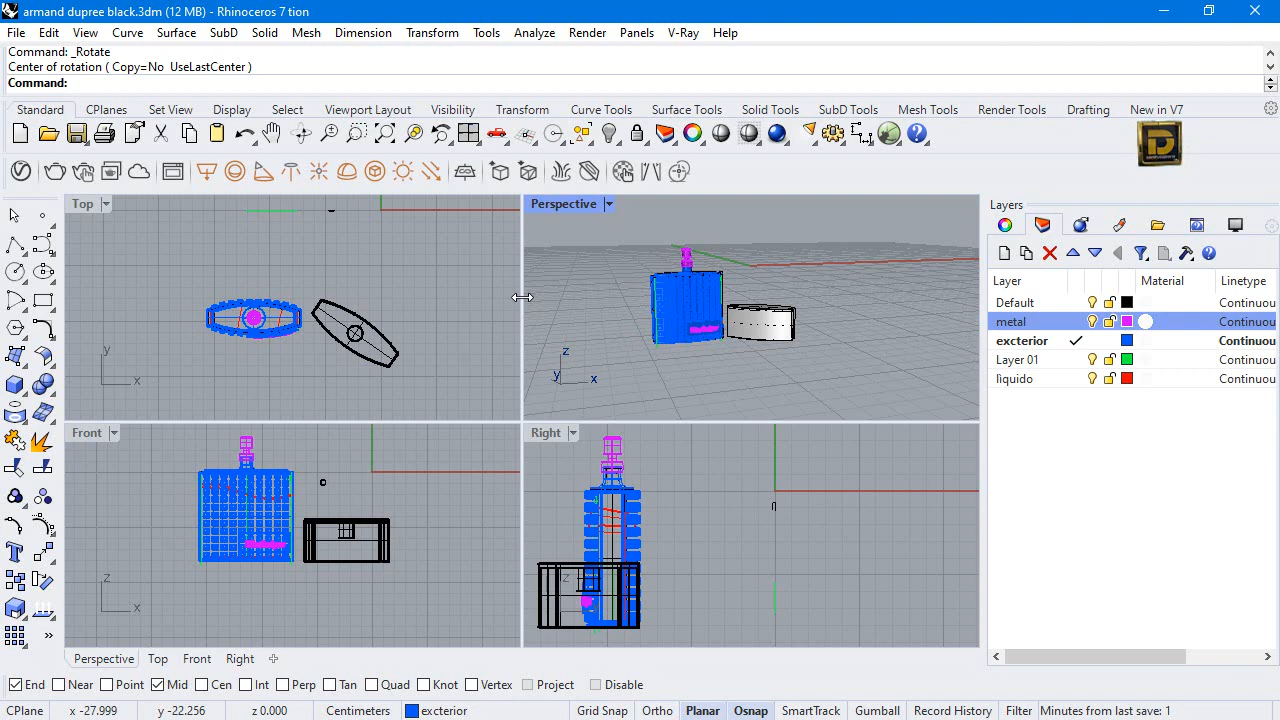 armand dupree black.3dm (12 MB) - Rhinoceros 7 tion
File Edit View Curve Surface SubD Solid Mesh Dimension Transform Tools Analyze Render Panels V-Ray Help
Command: _Rotate
Center of rotation ( Copy=No UseLastCenter )
Command:
Standard CPlanes Set View Display Select Viewport Layout Visibility Transform Curve Tools Surface Tools Solid Tools SubD Tools Mesh Tools Render Tools Drafting New in V7
Top
Perspective
Layers
Layer Material Linetype
Default Continuou
metal Continuou
excterior Continuou
Layer 01 Continuou
liquido Continuou
y
x
z
y
x
Front
Right
z
x
z
Perspective Top Front Right
End Near Point Mid Cen Int Perp Tan Quad Knot Vertex Project Disable
CPlane x -27.999 y -22.256 z 0.000 Centimeters excterior Grid Snap Ortho Planar Osnap SmartTrack Gumball Record History Filter Minutes from last save: 1